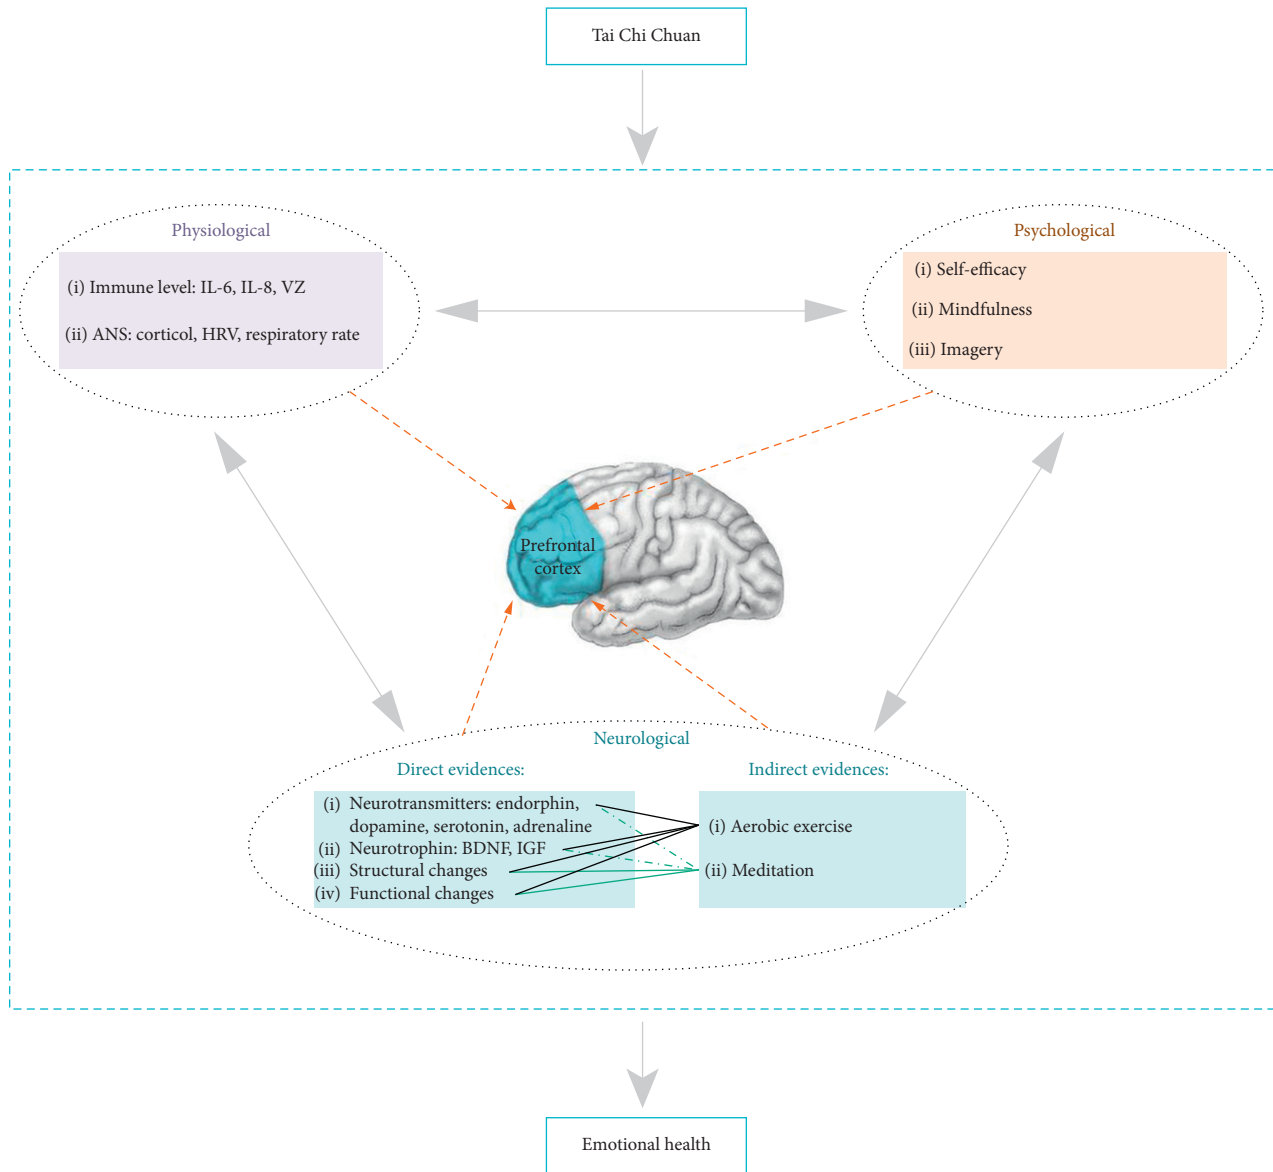 Tai Chi Chuan
Physiological
(i) Immune level: IL-6, IL-8, VZ
(ii) ANS: corticol, HRV, respiratory rate
Psychological
(i) Self-efficacy
(ii) Mindfulness
(iii) Imagery
Prefrontal
cortex
Neurological
Direct evidences:
(i) Neurotransmitters: endorphin,
dopamine, serotonin, adrenaline
(ii) Neurotrophin: BDNF, IGF
(iii) Structural changes
(iv) Functional changes
Indirect evidences:
(i) Aerobic exercise
(ii) Meditation
Emotional health